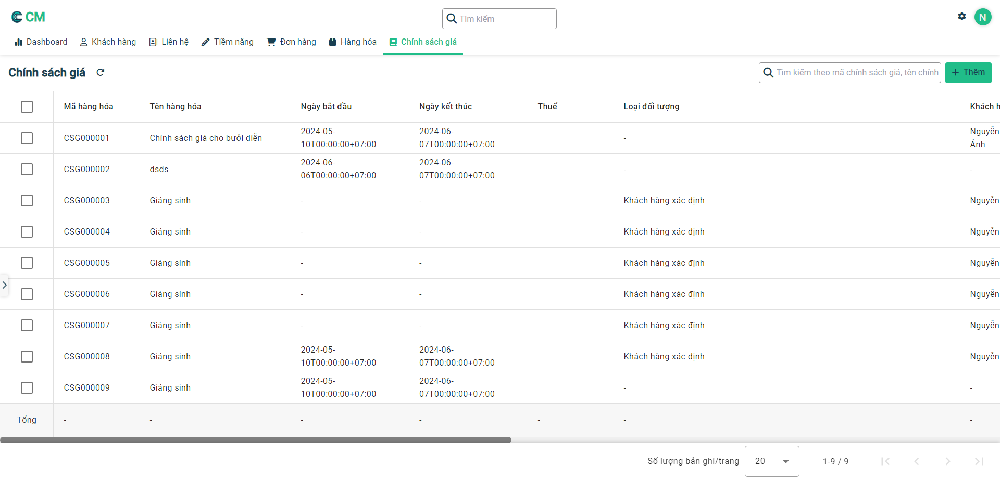 CM
Tìm kiếm
N
Dashboard Khách hàng Liên hệ Tiềm năng Đơn hàng Hàng hóa Chính sách giá
Chính sách giá
Tìm kiếm theo mã chính sách giá, tên chính
+ Thêm
Mã hàng hóa Tên hàng hóa Ngày bắt đầu Ngày kết thúc Thuế Loại đối tượng Khách h
CSG000001 Chính sách giá cho bưởi diễn 2024-05- 2024-06- - Nguyễn
10T00:00:00+07:00 07T00:00:00+07:00 Ánh
CSG000002 dsds 2024-06- 2024-06- - -
06T00:00:00+07:00 07T00:00:00+07:00
CSG000003 Giáng sinh - - Khách hàng xác định Nguyễn
CSG000004 Giáng sinh - - Khách hàng xác định Nguyễn
CSG000005 Giáng sinh - - Khách hàng xác định Nguyễn
CSG000006 Giáng sinh - - Khách hàng xác định Nguyễn
CSG000007 Giáng sinh - - Khách hàng xác định Nguyễn
CSG000008 Giáng sinh 2024-05- 2024-06- Khách hàng xác định Nguyễn
10T00:00:00+07:00 07T00:00:00+07:00
CSG000009 Giáng sinh 2024-05- 2024-06- - -
10T00:00:00+07:00 07T00:00:00+07:00
Tổng - - - - - - -
Số lượng bản ghi/trang 20 1-9 / 9